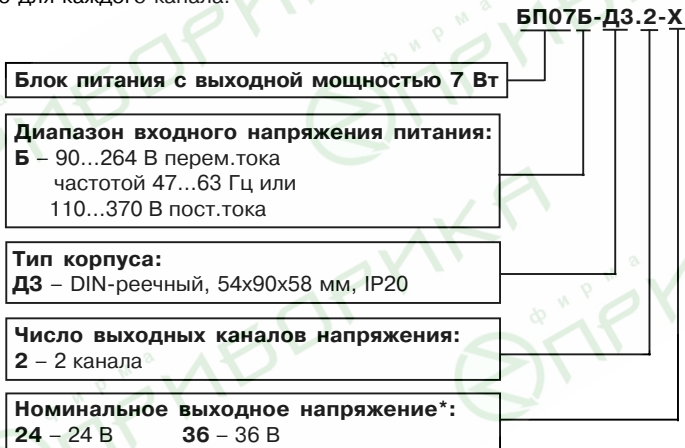 о для каждого канала.
БП07Б-Д3.2-Х
Блок питания с выходной мощностью 7 Вт
Диапазон входного напряжения питания:
Б – 90...264 В перем.тока
частотой 47...63 Гц или
110...370 В пост.тока
Тип корпуса:
Д3 – DIN-реечный, 54х90х58 мм, IP20
Число выходных каналов напряжения:
2 – 2 канала
Номинальное выходное напряжение*:
24 – 24 В 36 – 36 В